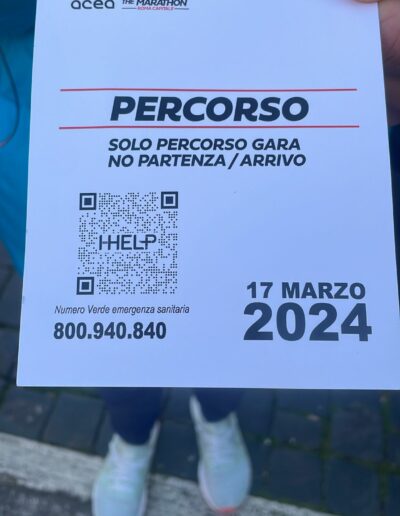 acea THE MARATHON
ROMA CAPITALE
PERCORSO
SOLO PERCORSO GARA
NO PARTENZA/ARRIVO
HHELP
Numero Verde emergenza sanitaria
800.940.840
17 MARZO
2024